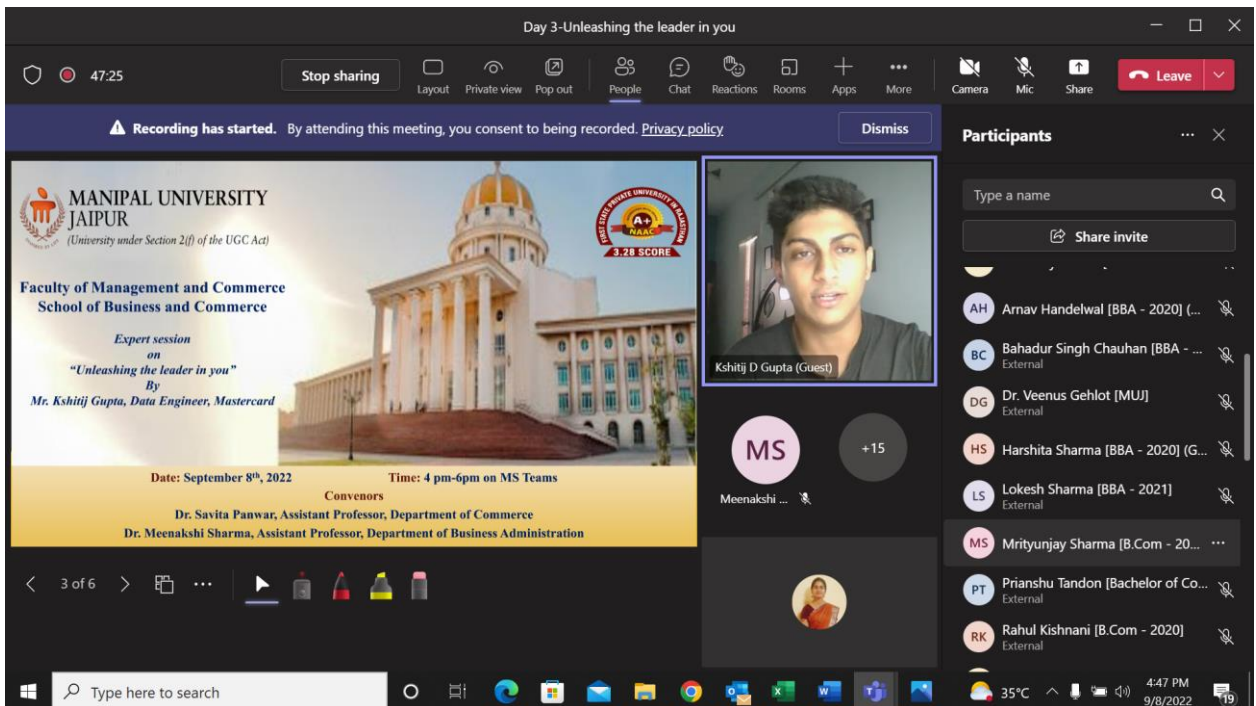 Day 3-Unleashing the leader in you
47:25
Stop sharing
Layout
Private view
Pop out
People
Chat
Reactions
Rooms
Apps
More
Camera
Mic
Share
Leave
Recording has started. By attending this meeting, you consent to being recorded. Privacy policy
Dismiss
MANIPAL UNIVERSITY
JAIPUR
(University under Section 2(f) of the UGC Act)
FIRST STATE PRIVATE UNIVERSITY IN RAJASTHAN
A+
NAAC
3.28 SCORE
Faculty of Management and Commerce
School of Business and Commerce
Expert session
on
“Unleashing the leader in you”
By
Mr. Kshitij Gupta, Data Engineer, Mastercard
Date: September 8th, 2022 Time: 4 pm-6pm on MS Teams
Convenors
Dr. Savita Panwar, Assistant Professor, Department of Commerce
Dr. Meenakshi Sharma, Assistant Professor, Department of Business Administration
3 of 6
Kshitij D Gupta (Guest)
MS
+15
Meenakshi ...
Participants
Type a name
Share invite
AH
Arnav Handelwal [BBA - 2020] (...
BC
Bahadur Singh Chauhan [BBA - ...
External
DG
Dr. Veenus Gehlot [MUJ]
External
HS
Harshita Sharma [BBA - 2020] (G...
LS
Lokesh Sharma [BBA - 2021]
External
MS
Mrityunjay Sharma [B.Com - 20...
PT
Prianshu Tandon [Bachelor of Co...
External
RK
Rahul Kishnani [B.Com - 2020]
External
Type here to search
35°C
4:47 PM
9/8/2022
19